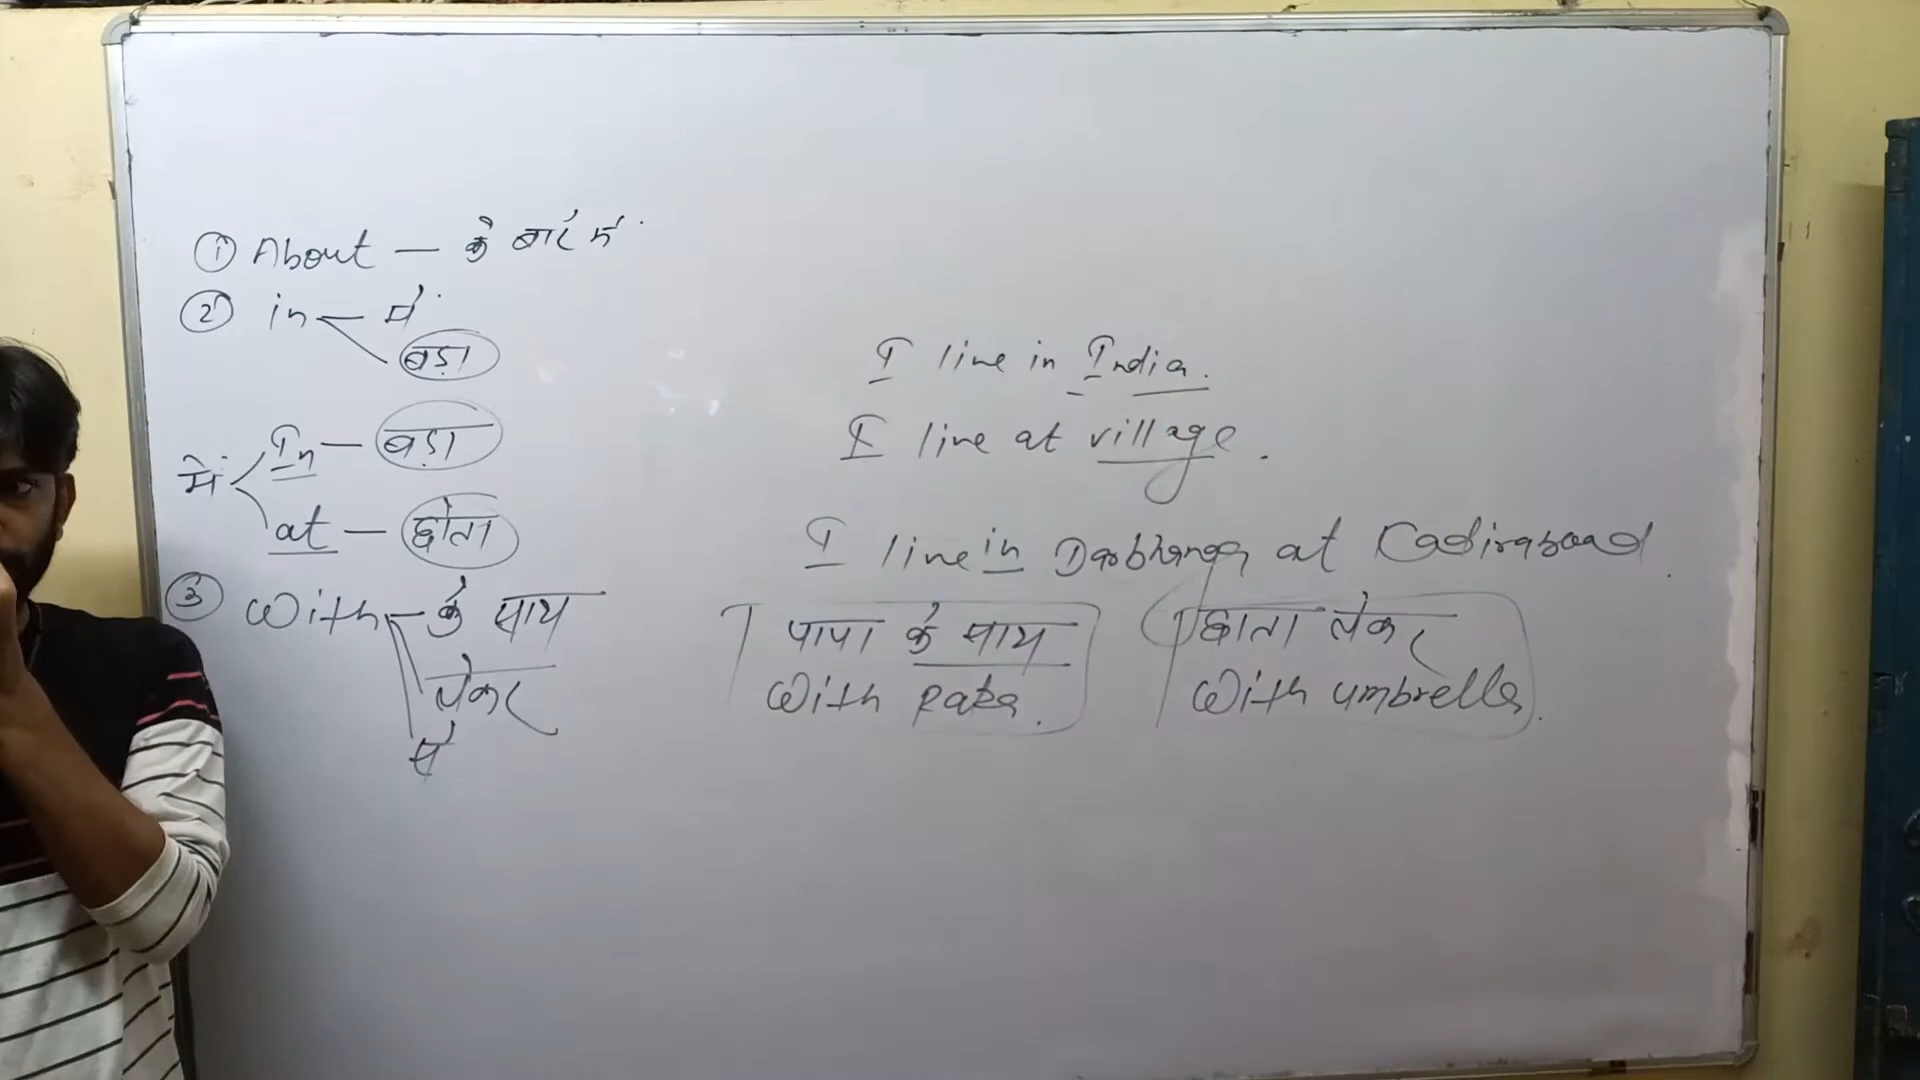 ① About — के बारे में
② in — में
बड़ा
में In — बड़ा
at — छोटा
③ With — के साथ
लेकर
से
I live in India.
I live at village.
I live in Darbhanga at Kadirabad.
पापा के साथ
With papa.
छाता लेकर
With umbrella.